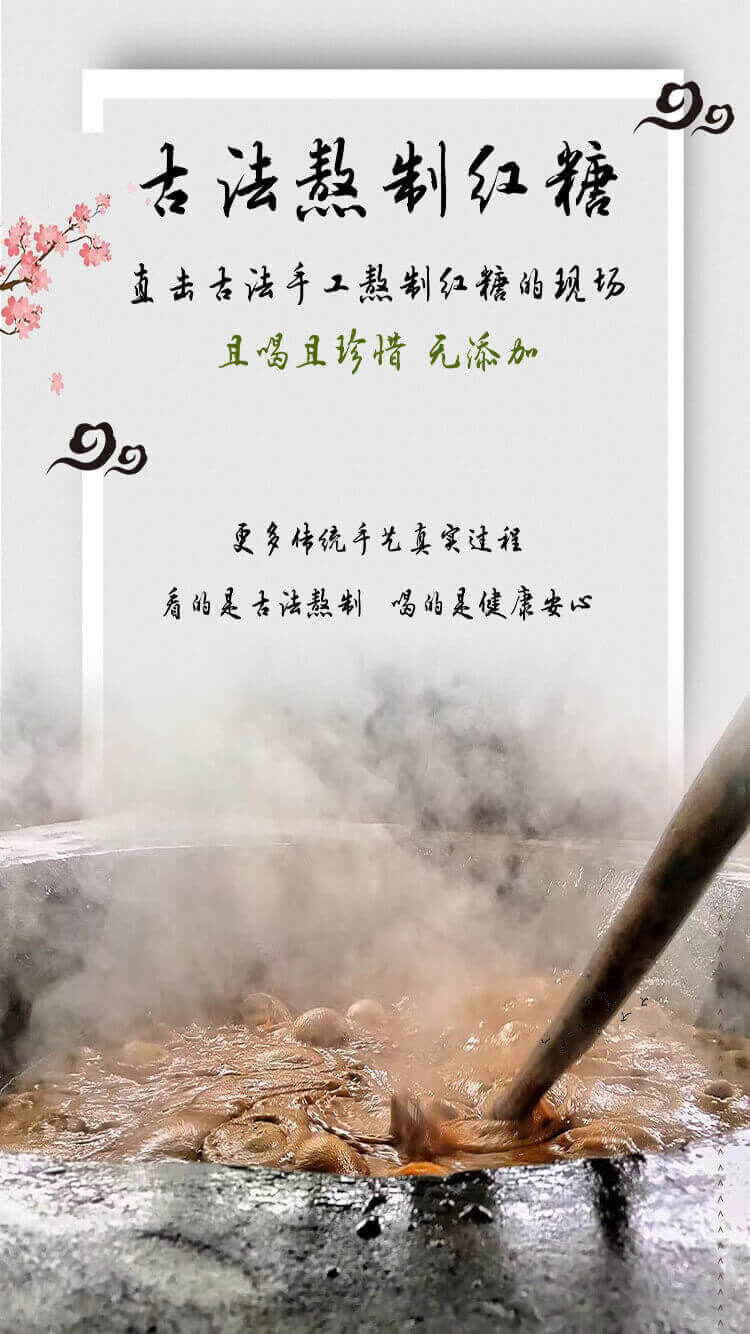 古法熬制红糖
直击古法手工熬制红糖的现场
且喝且珍惜 无添加
更多传统手艺真实过程
看的是古法熬制 喝的是健康安心